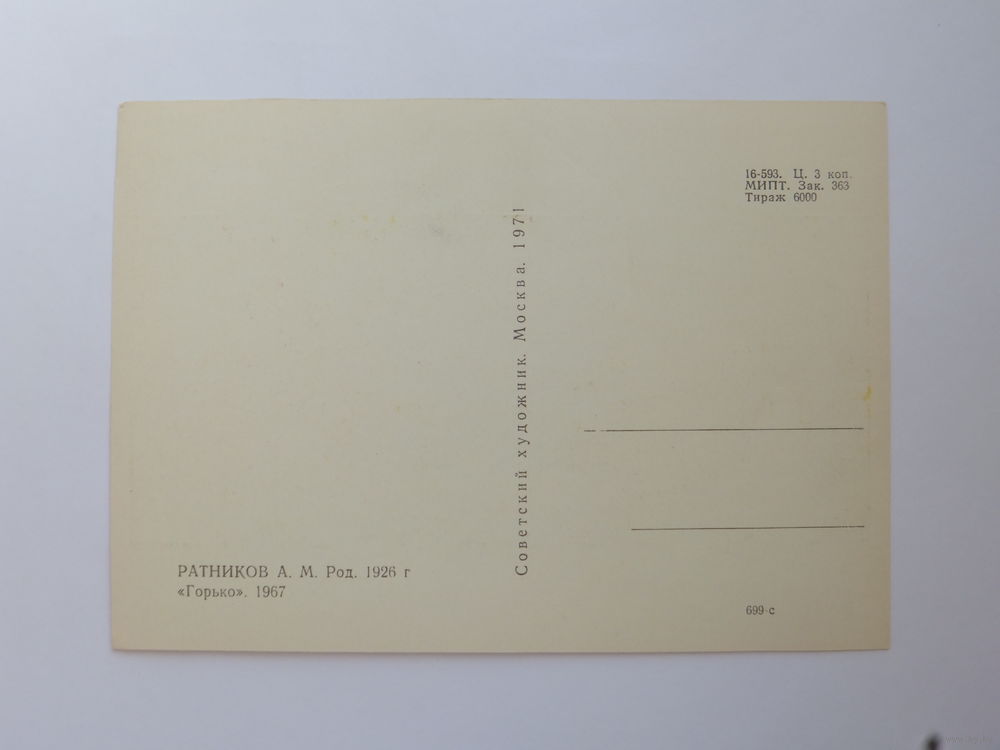 16-593. Ц. 3 коп.
МИПТ. Зак. 363
Тираж 6000
Советский художник. Москва. 1971
РАТНИКОВ А. М. Род. 1926 г
«Горько». 1967
699-с